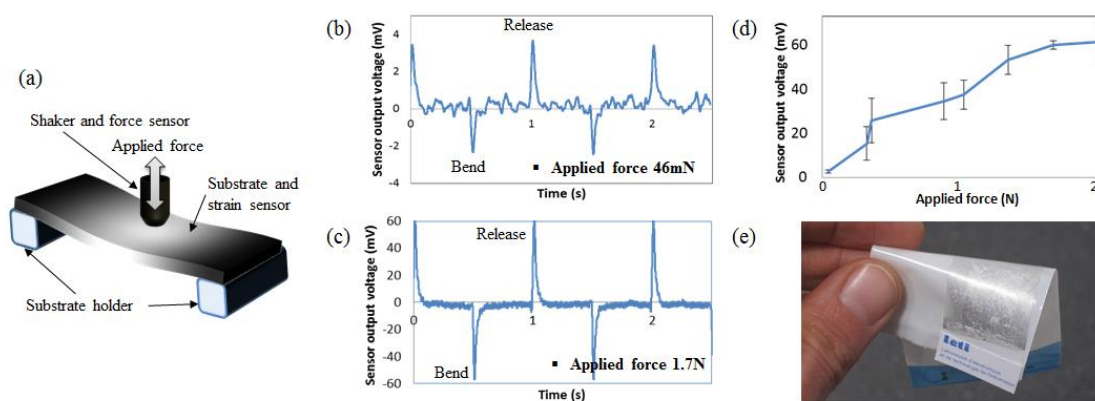 (a)
Shaker and force sensor
Applied force
Substrate and
strain sensor
Substrate holder
(b)
Sensor output voltage (mV)
4
2
0
-2
-4
0
1
2
Release
Bend
▪ Applied force 46mN
Time (s)
(c)
Sensor output voltage (mV)
60
40
20
0
-20
-40
-60
0
1
2
Release
Bend
▪ Applied force 1.7N
Time (s)
(d)
Sensor output voltage (mV)
60
40
20
0
0
1
2
Applied force (N)
(e)
leti